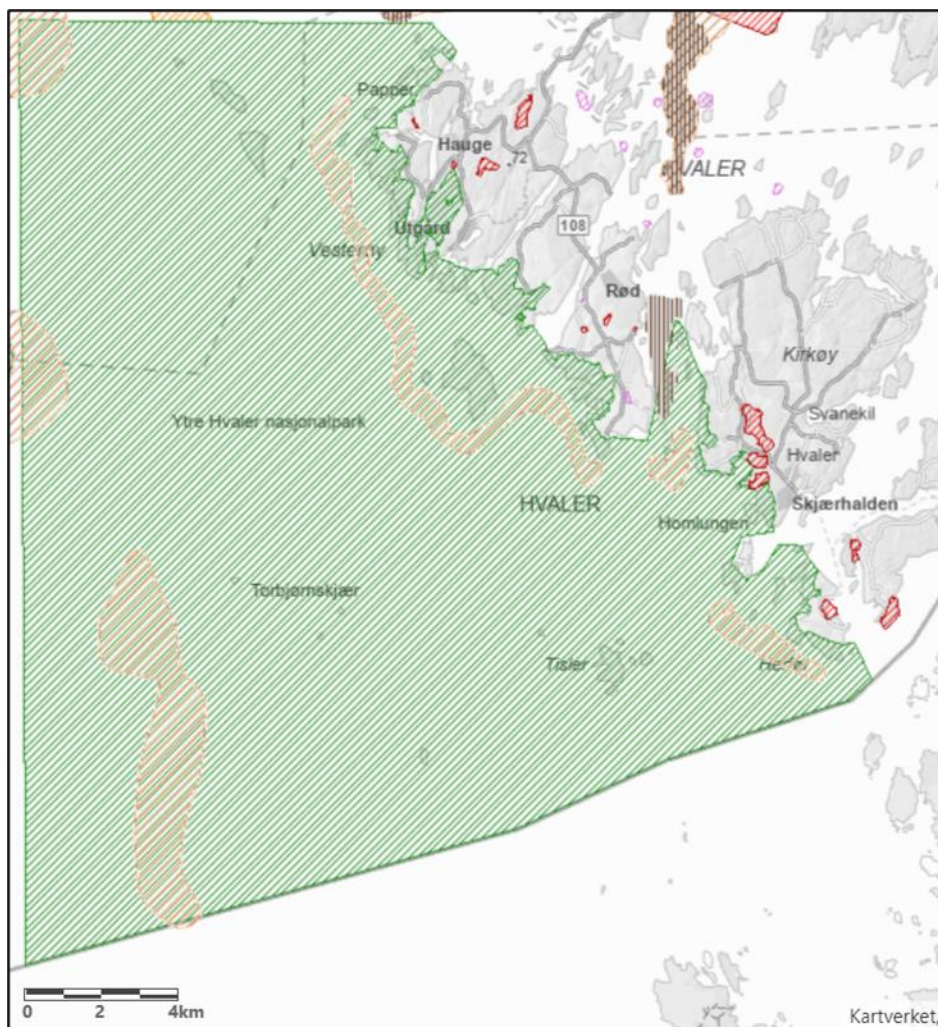 Papper
Hauge
72
VALER
Utgård
108
Vesterøy
Rød
Kirkøy
Ytre Hvaler nasjonalpark
Svanekil
Hvaler
HVALER
Skjærhalden
Homlungen
Torbjørnskjær
Tisler
0 2 4km
Kartverket,